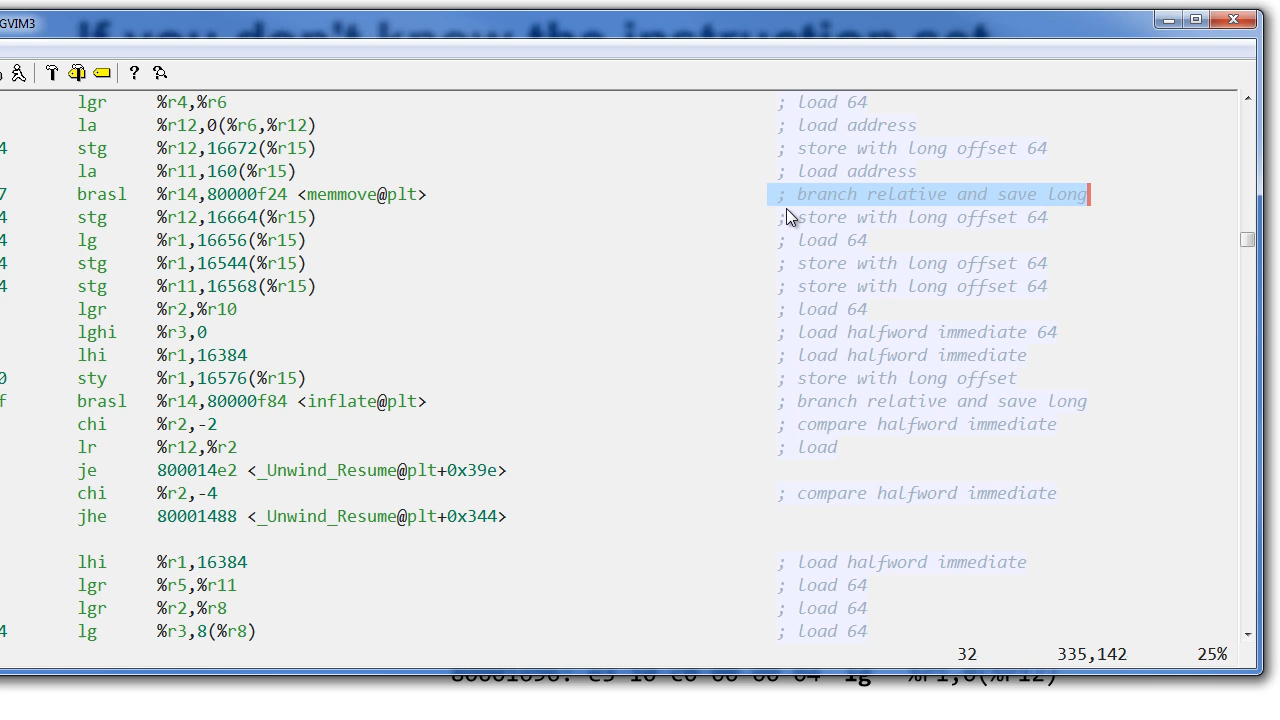 GVIM3
If you don't know the instruction set
lgr %r4,%r6 ; load 64
la %r12,0(%r6,%r12) ; load address
4 stg %r12,16672(%r15) ; store with long offset 64
la %r11,160(%r15) ; load address
7 brasl %r14,80000f24 <memmove@plt> ; branch relative and save long
4 stg %r12,16664(%r15) ; store with long offset 64
4 lg %r1,16656(%r15) ; load 64
4 stg %r1,16544(%r15) ; store with long offset 64
4 stg %r11,16568(%r15) ; store with long offset 64
lgr %r2,%r10 ; load 64
lghi %r3,0 ; load halfword immediate 64
lhi %r1,16384 ; load halfword immediate
0 sty %r1,16576(%r15) ; store with long offset
f brasl %r14,80000f84 <inflate@plt> ; branch relative and save long
chi %r2,-2 ; compare halfword immediate
lr %r12,%r2 ; load
je 800014e2 <_Unwind_Resume@plt+0x39e>
chi %r2,-4 ; compare halfword immediate
jhe 80001488 <_Unwind_Resume@plt+0x344>
lhi %r1,16384 ; load halfword immediate
lgr %r5,%r11 ; load 64
lgr %r2,%r8 ; load 64
4 lg %r3,8(%r8) ; load 64
32 335,142 25%